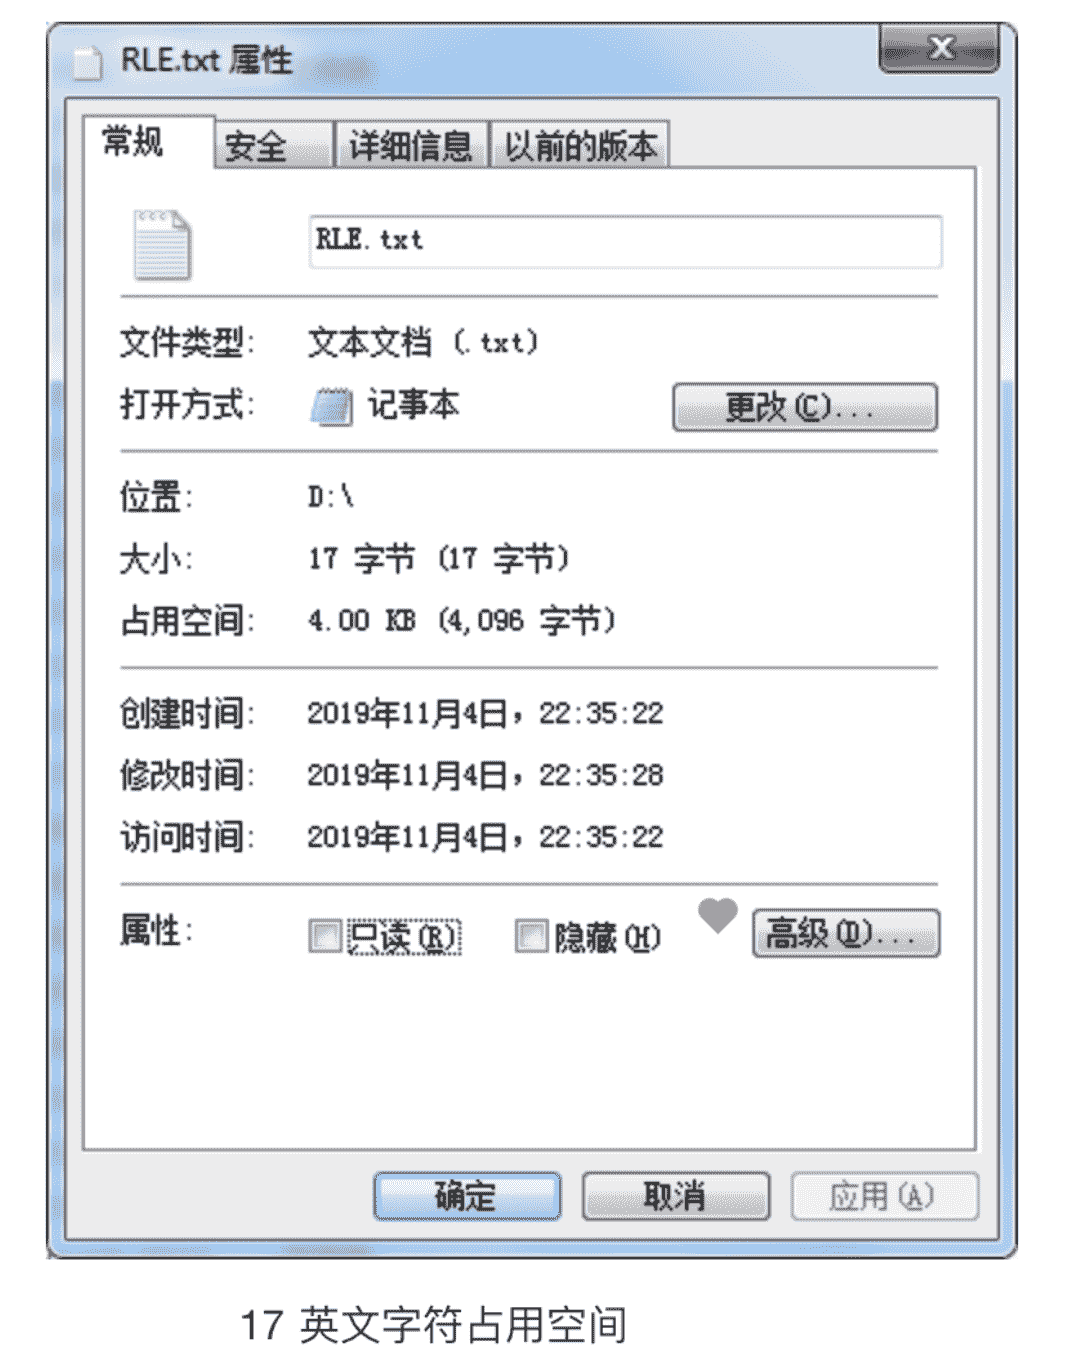 RLE.txt 属性
常规 安全 详细信息 以前的版本
RLE.txt
文件类型: 文本文档 (.txt)
打开方式: 记事本 更改(C)...
位置: D:\
大小: 17 字节 (17 字节)
占用空间: 4.00 KB (4,096 字节)
创建时间: 2019年11月4日，22:35:22
修改时间: 2019年11月4日，22:35:28
访问时间: 2019年11月4日，22:35:22
属性: 只读(R) 隐藏(H) 高级(D)...
确定 取消 应用(A)
17 英文字符占用空间